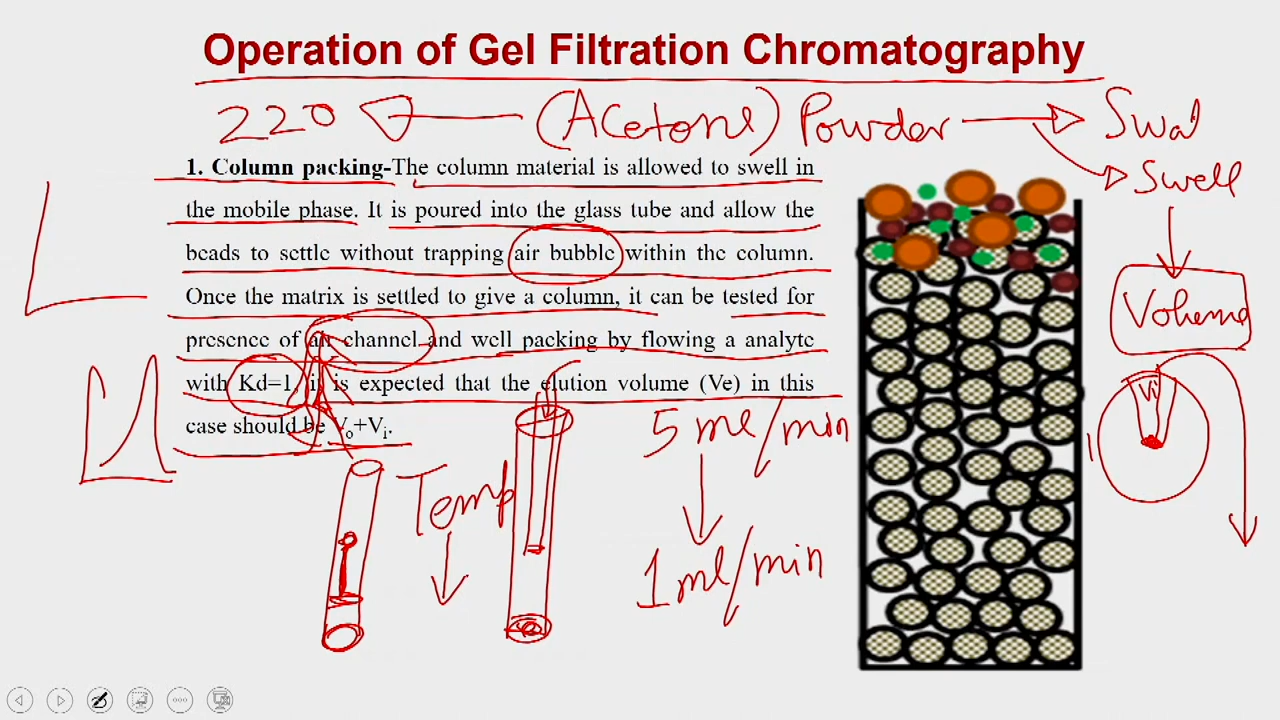 Operation of Gel Filtration Chromatography
220 (Acetone) Powder Swal
Swell
1. Column packing-The column material is allowed to swell in
the mobile phase. It is poured into the glass tube and allow the
beads to settle without trapping air bubble within the column.
Once the matrix is settled to give a column, it can be tested for
presence of air channel and well packing by flowing a analyte
with Kd=1, it is expected that the elution volume (Ve) in this
case should be Vo+Vi.
Volume
Vi
5 ml/min
Temp
1 ml/min